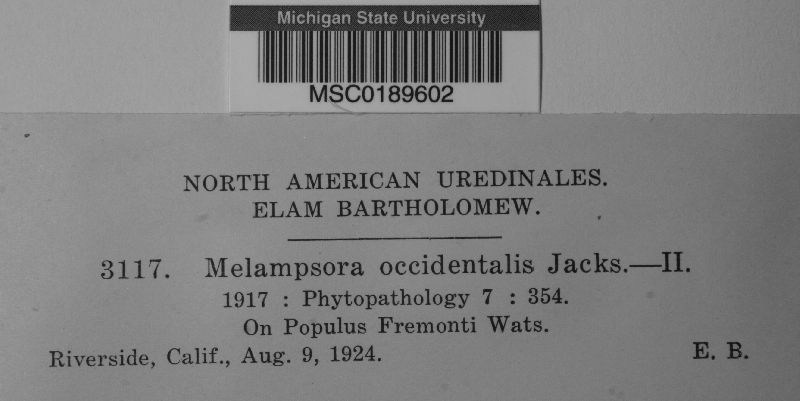 Michigan State University
MSC0189602
NORTH AMERICAN UREDINALES.
ELAM BARTHOLOMEW.
3117. Melampsora occidentalis Jacks.—II.
1917 : Phytopathology 7 : 354.
On Populus Fremonti Wats.
Riverside, Calif., Aug. 9, 1924. E. B.